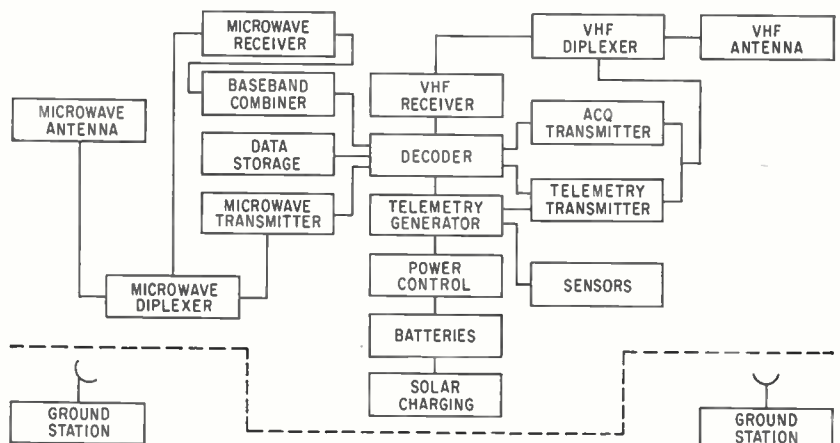 MICROWAVE
RECEIVER
VHF
DIPLEXER
VHF
ANTENNA
BASEBAND
COMBINER
VHF
RECEIVER
MICROWAVE
ANTENNA
ACQ
TRANSMITTER
DATA
STORAGE
DECODER
MICROWAVE
TRANSMITTER
TELEMETRY
GENERATOR
TELEMETRY
TRANSMITTER
MICROWAVE
DIPLEXER
POWER
CONTROL
SENSORS
BATTERIES
SOLAR
CHARGING
GROUND
STATION
GROUND
STATION